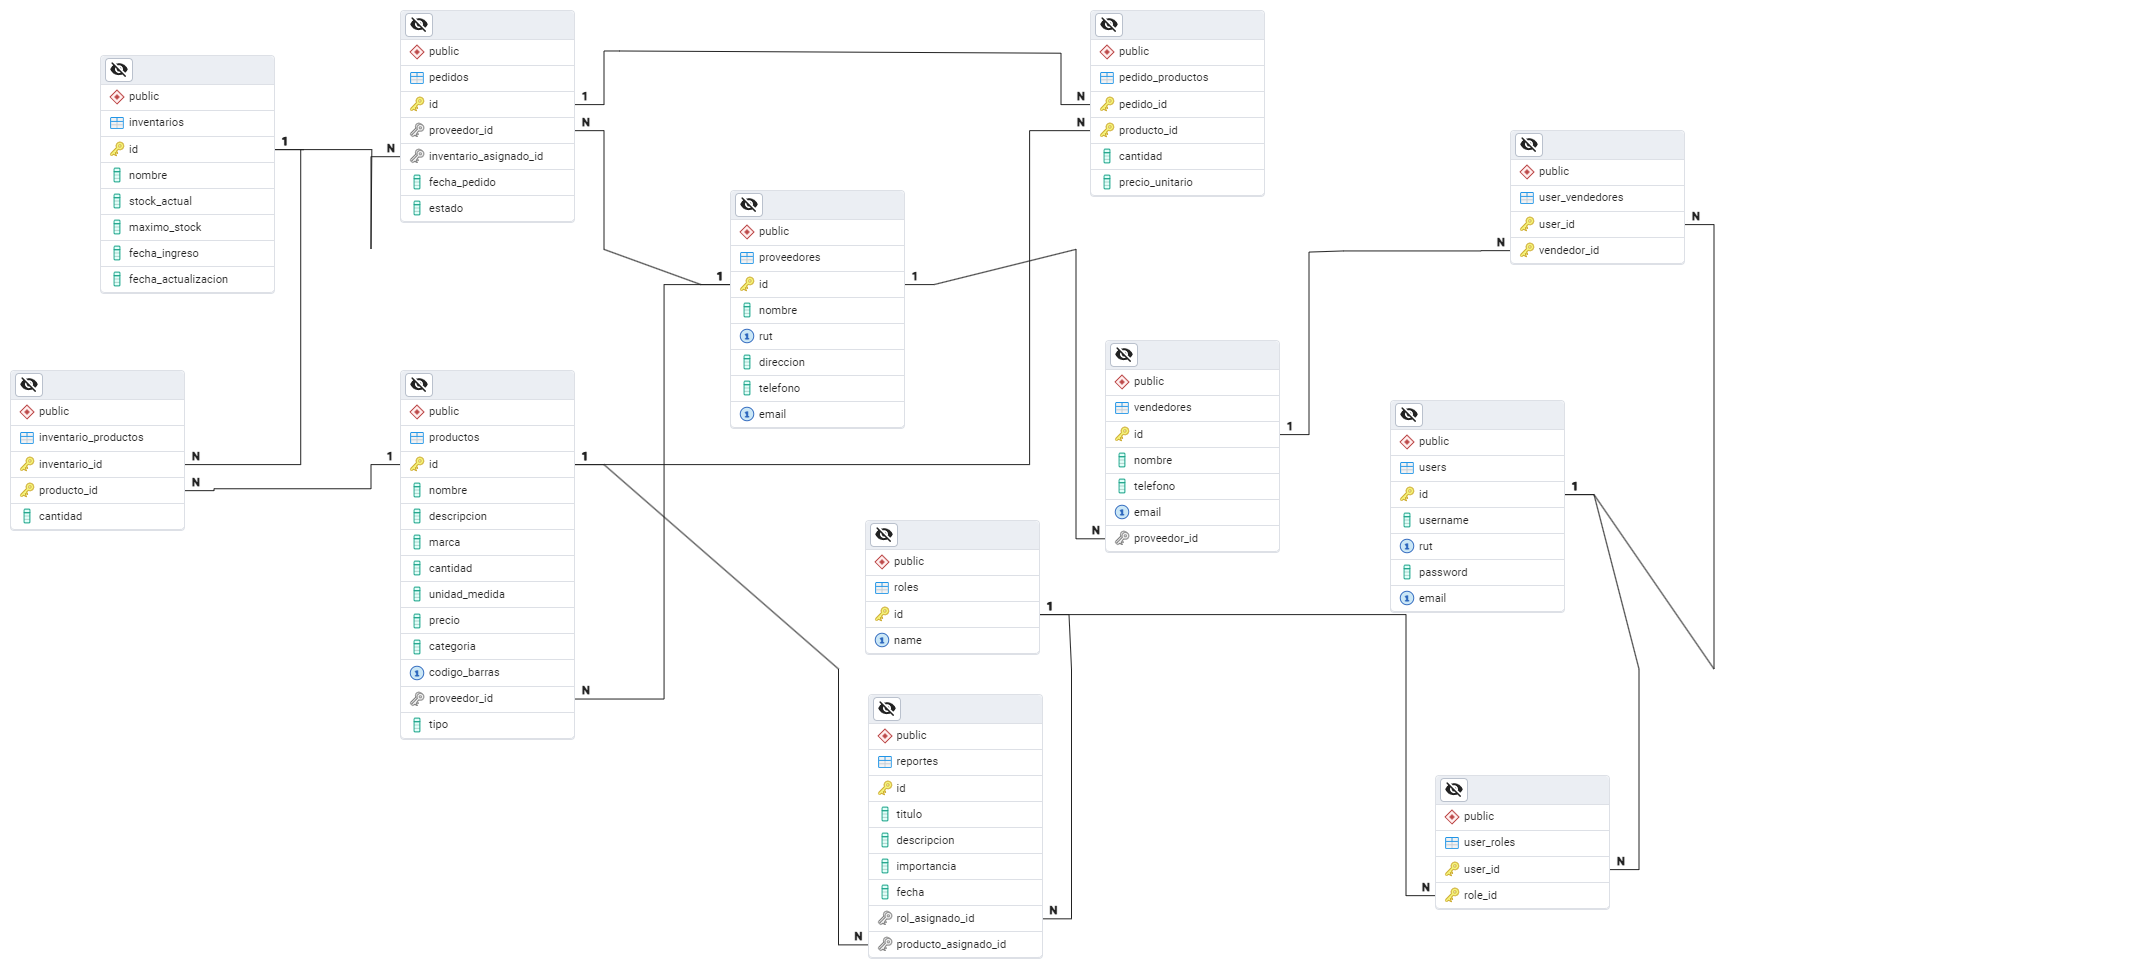 public
inventarios
id
nombre
stock_actual
maximo_stock
fecha_ingreso
fecha_actualizacion
1
public
pedidos
id
proveedor_id
inventario_asignado_id
fecha_pedido
estado
1
N
N
public
pedido_productos
pedido_id
producto_id
cantidad
precio_unitario
N
N
public
user_vendedores
user_id
vendedor_id
N
N
public
proveedores
id
nombre
rut
direccion
telefono
email
1
1
public
inventario_productos
inventario_id
producto_id
cantidad
N
N
public
productos
id
nombre
descripcion
marca
cantidad
unidad_medida
precio
categoria
codigo_barras
proveedor_id
tipo
1
1
N
public
vendedores
id
nombre
telefono
email
proveedor_id
1
N
public
users
id
username
rut
password
email
1
public
roles
id
name
1
public
reportes
id
titulo
descripcion
importancia
fecha
rol_asignado_id
producto_asignado_id
N
N
public
user_roles
user_id
role_id
N
N